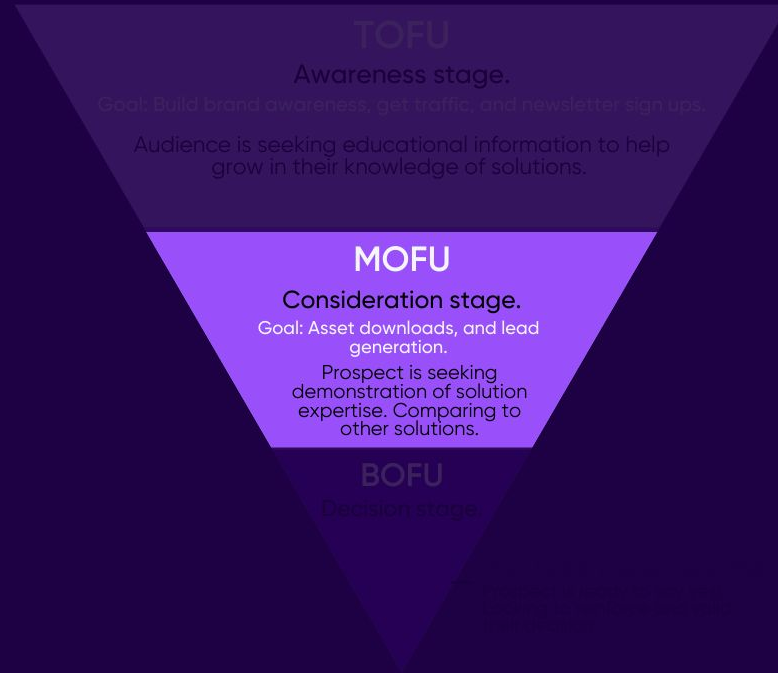 TOFU
Awareness stage.
Goal: Build brand awareness, get traffic, and newsletter sign ups.
Audience is seeking educational information to help
grow in their knowledge of solutions.
MOFU
Consideration stage.
Goal: Asset downloads, and lead
generation.
Prospect is seeking
demonstration of solution
expertise. Comparing to
other solutions.
BOFU
Decision stage.